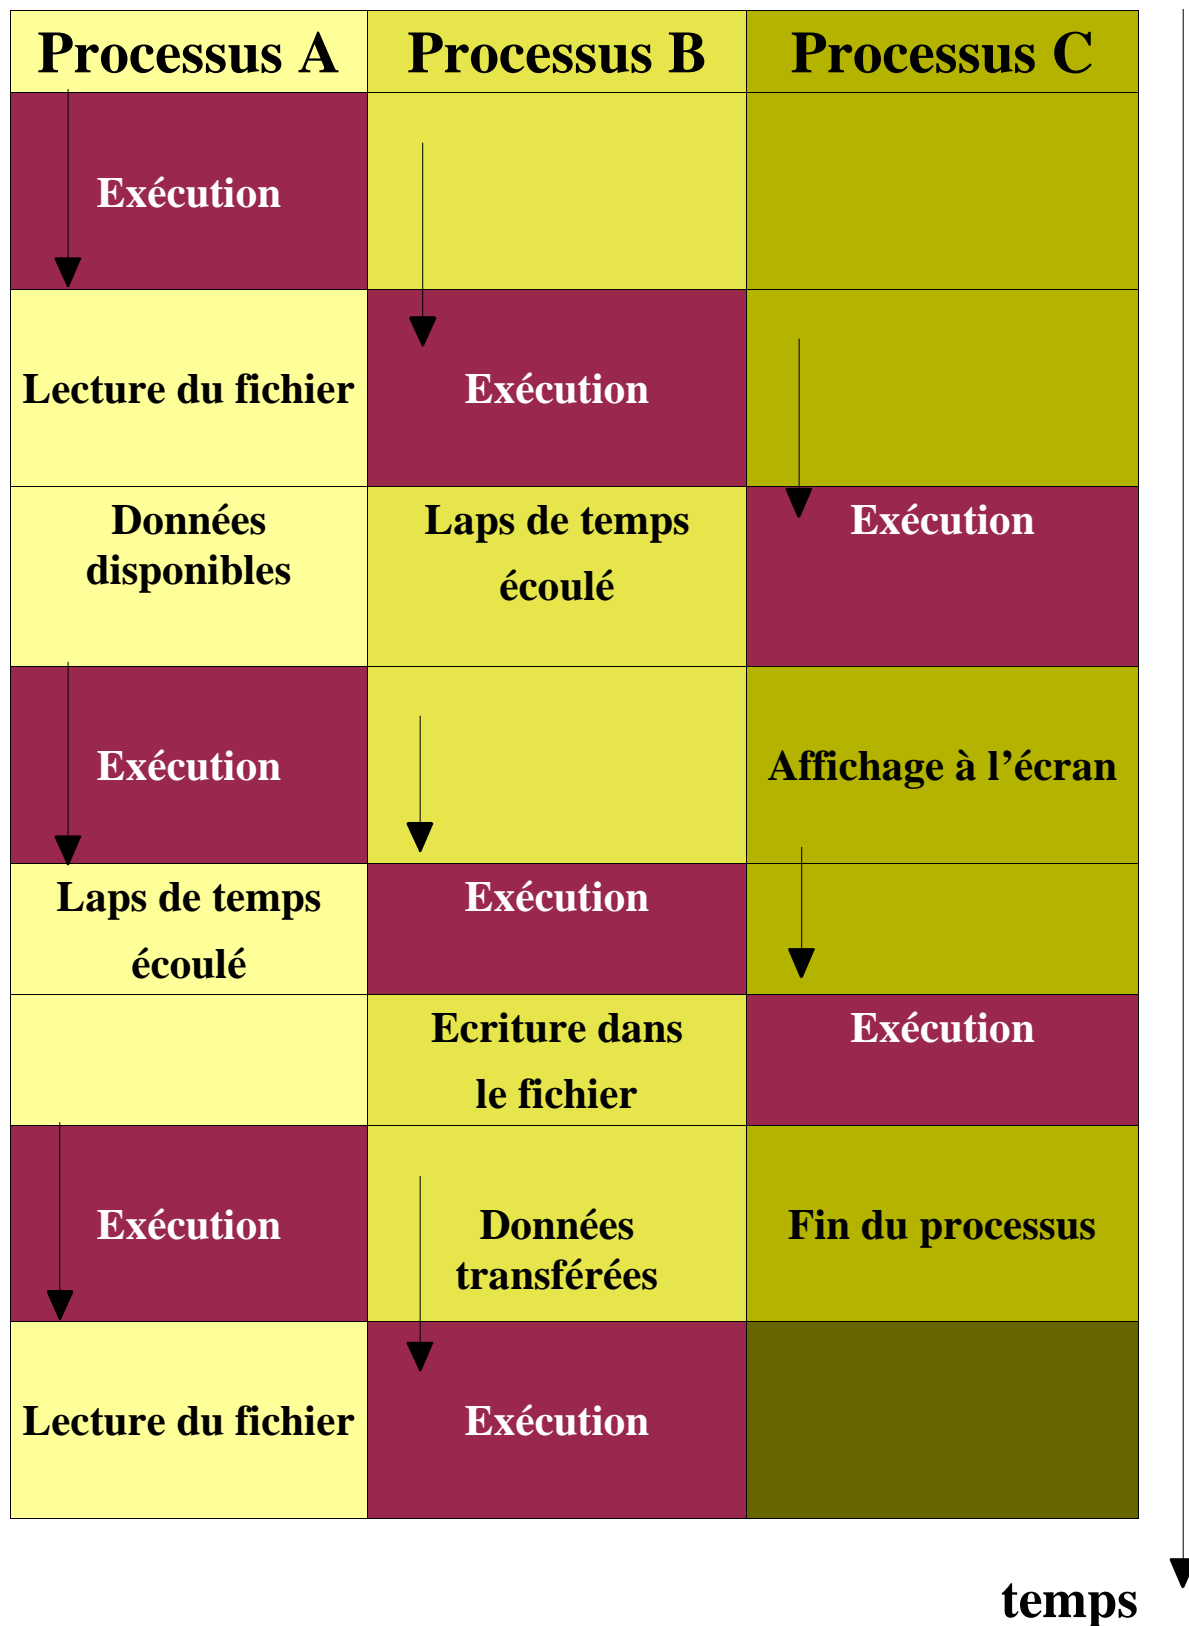 Processus A
Processus B
Processus C
Exécution
Lecture du fichier
Exécution
Données
disponibles
Laps de temps
écoulé
Exécution
Exécution
Affichage à l’écran
Laps de temps
écoulé
Exécution
Ecriture dans
le fichier
Exécution
Exécution
Données
transférées
Fin du processus
Lecture du fichier
Exécution
temps